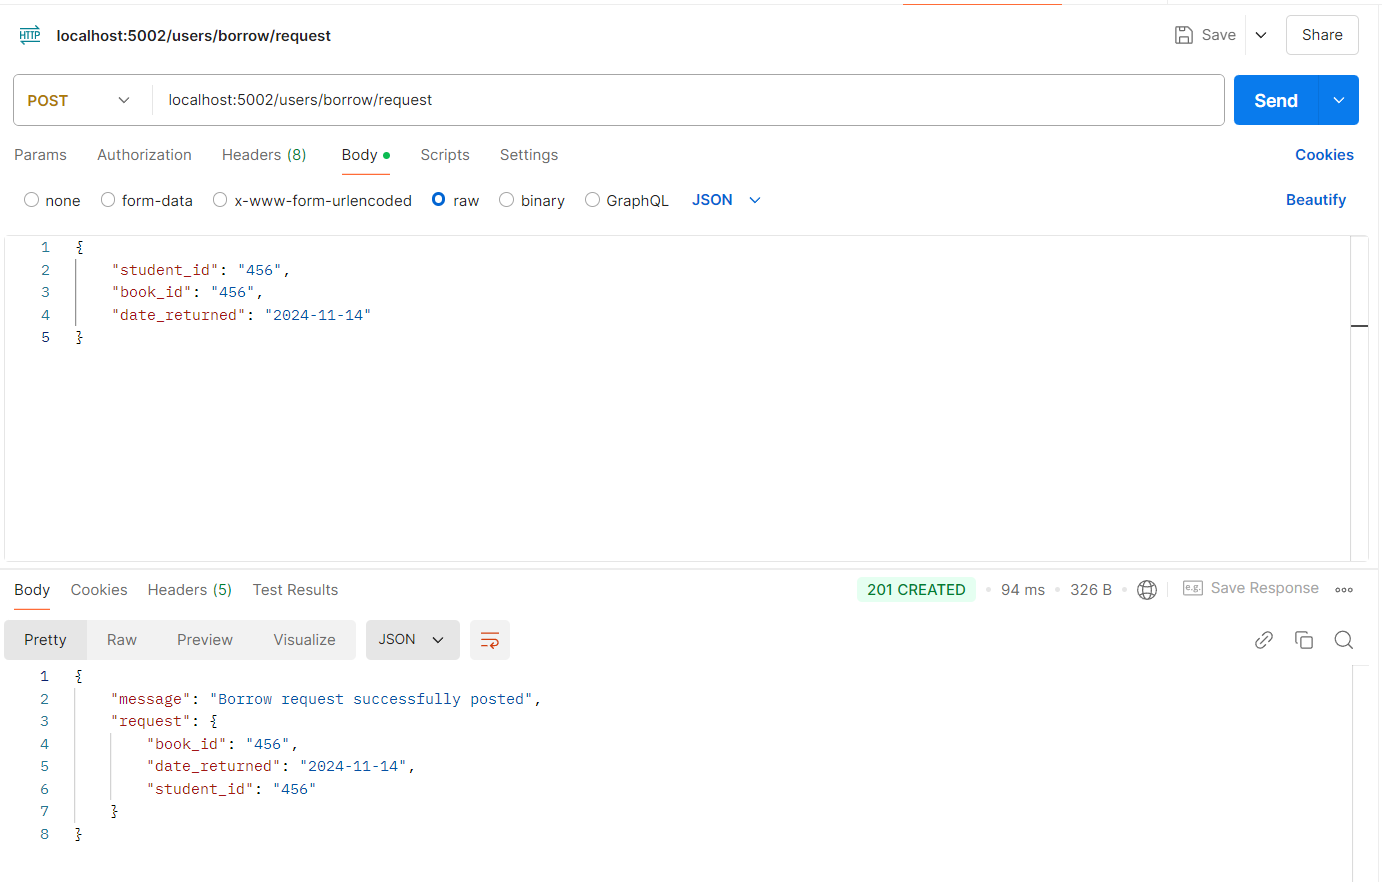 HTTP localhost:5002/users/borrow/request Save Share
POST localhost:5002/users/borrow/request Send
Params Authorization Headers (8) Body Scripts Settings Cookies
none form-data x-www-form-urlencoded raw binary GraphQL JSON Beautify
1 {
2 "student_id": "456",
3 "book_id": "456",
4 "date_returned": "2024-11-14"
5 }
Body Cookies Headers (5) Test Results 201 CREATED 94 ms 326 B e.g. Save Response
Pretty Raw Preview Visualize JSON
1 {
2 "message": "Borrow request successfully posted",
3 "request": {
4 "book_id": "456",
5 "date_returned": "2024-11-14",
6 "student_id": "456"
7 }
8 }